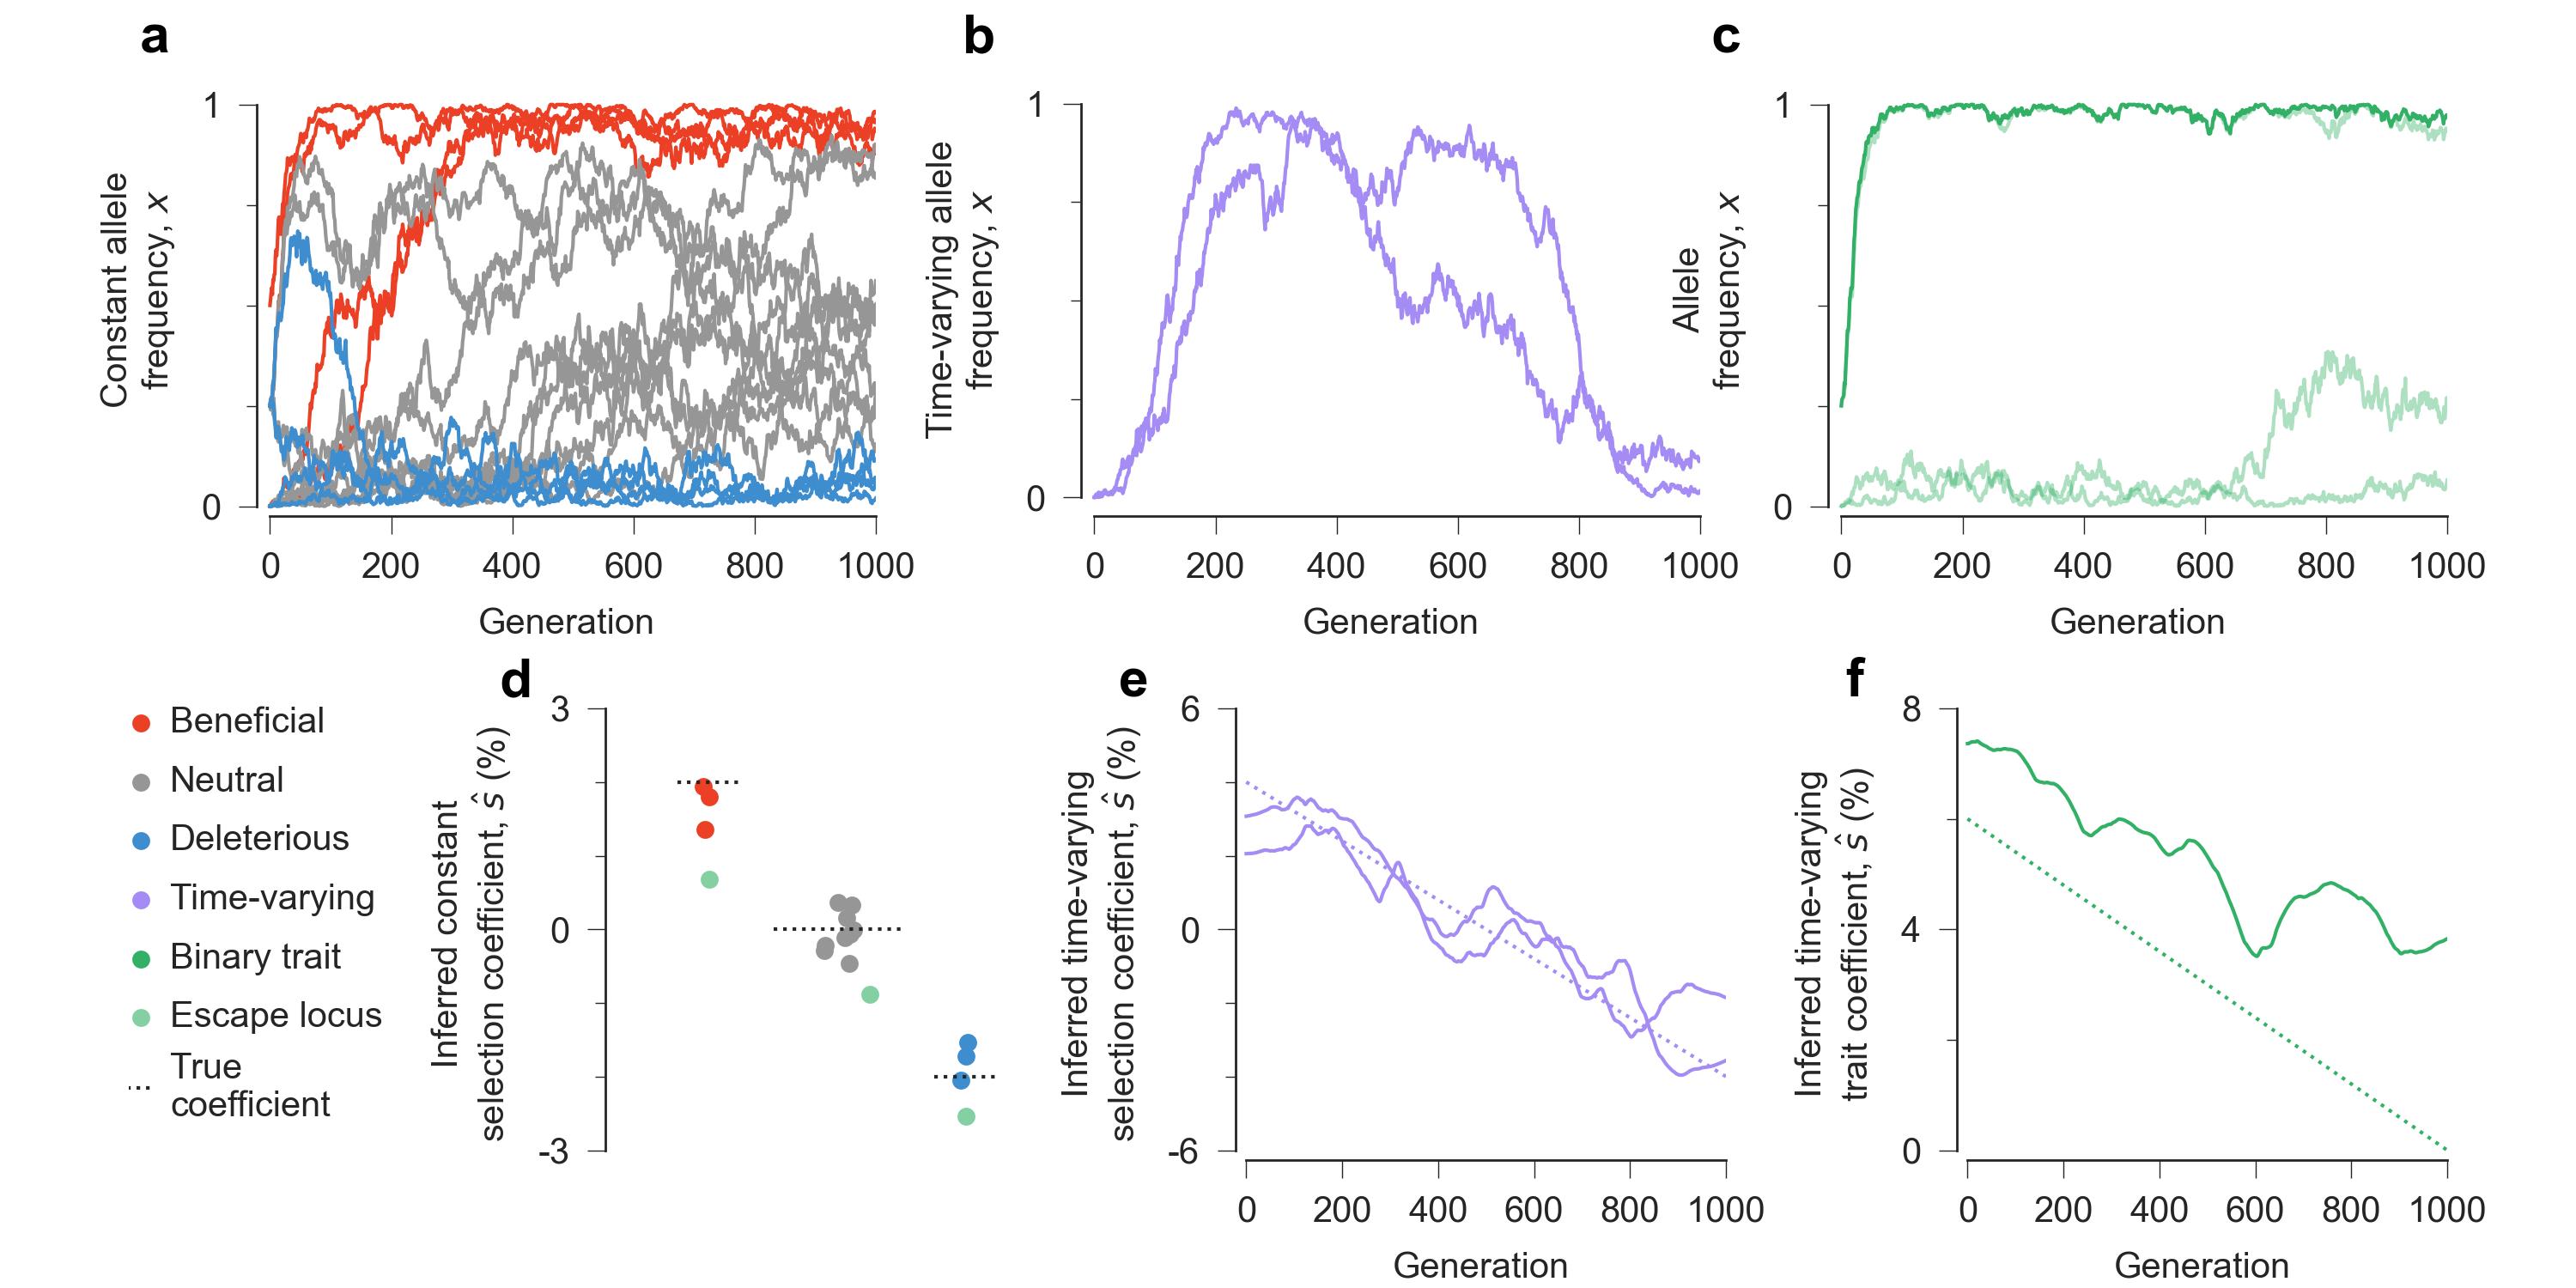 a
1
0
Constant allele
frequency, x
0 200 400 600 800 1000
Generation
b
1
0
Time-varying allele
frequency, x
0 200 400 600 800 1000
Generation
c
1
0
Allele
frequency, x
0 200 400 600 800 1000
Generation
Beneficial
Neutral
Deleterious
Time-varying
Binary trait
Escape locus
True
coefficient
d
3
0
-3
Inferred constant
selection coefficient, ŝ (%)
e
6
0
-6
Inferred time-varying
selection coefficient, ŝ (%)
0 200 400 600 800 1000
Generation
f
8
4
0
Inferred time-varying
trait coefficient, ŝ (%)
0 200 400 600 800 1000
Generation